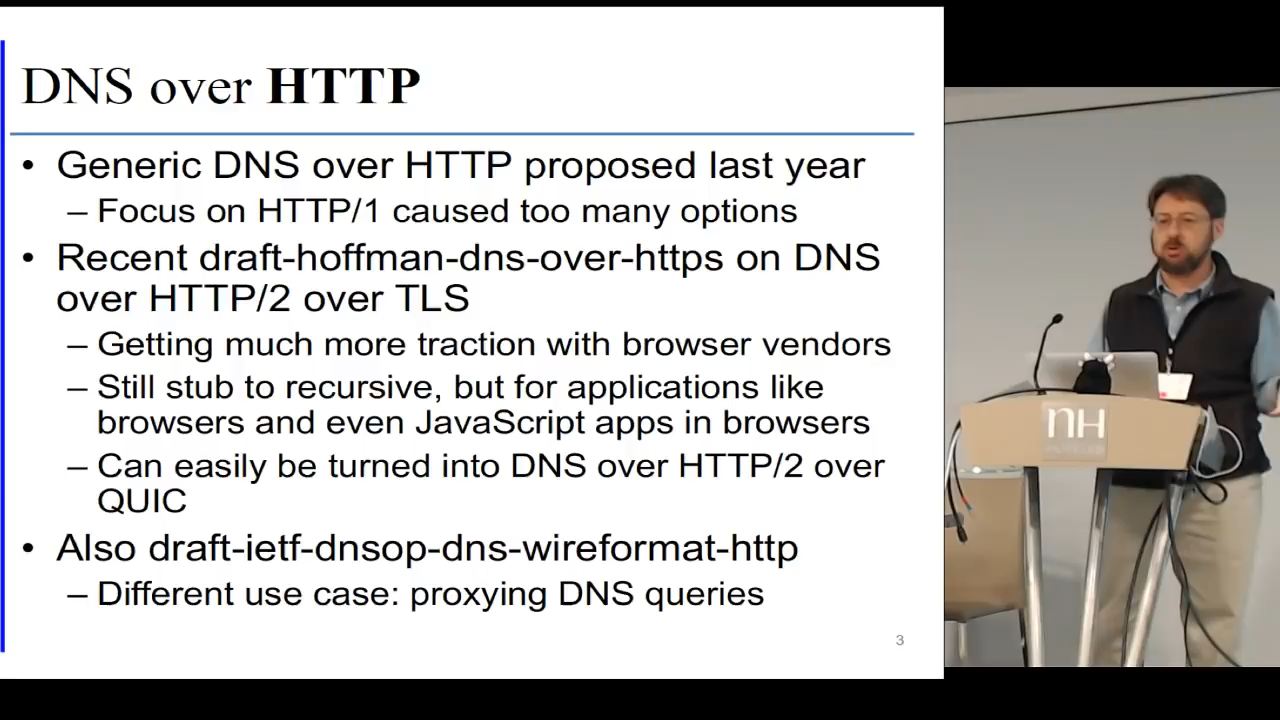 DNS over HTTP
• Generic DNS over HTTP proposed last year
– Focus on HTTP/1 caused too many options
• Recent draft-hoffman-dns-over-https on DNS
over HTTP/2 over TLS
– Getting much more traction with browser vendors
– Still stub to recursive, but for applications like
browsers and even JavaScript apps in browsers
– Can easily be turned into DNS over HTTP/2 over
QUIC
• Also draft-ietf-dnsop-dns-wireformat-http
– Different use case: proxying DNS queries
3
nH